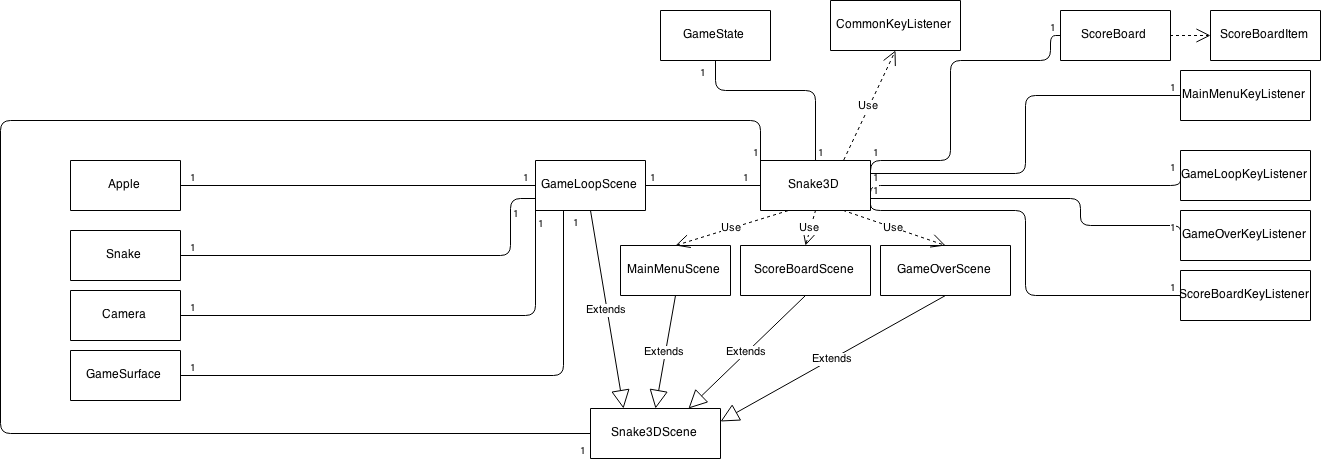 CommonKeyListener
GameState
1
ScoreBoard
ScoreBoardItem
1
MainMenuKeyListener
1
Use
1
1
1
Apple
1
1
GameLoopScene
1
1
Snake3D
1
1
GameLoopKeyListener
1
1
1
1
Use
Use
Use
1
GameOverKeyListener
Snake
1
MainMenuScene
ScoreBoardScene
GameOverScene
1
ScoreBoardKeyListener
Camera
1
Extends
Extends
Extends
Extends
GameSurface
1
Snake3DScene
1